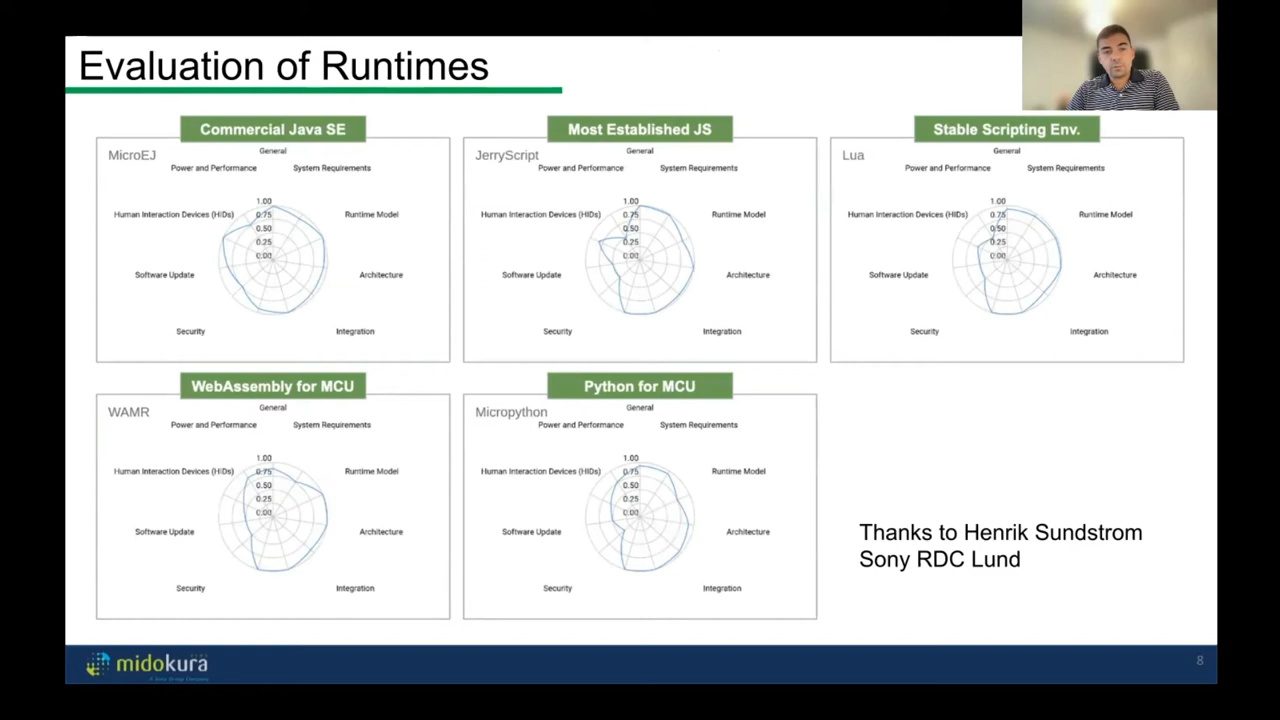 Evaluation of Runtimes
Commercial Java SE
MicroEJ
General
Power and Performance
System Requirements
Human Interaction Devices (HIDs)
Runtime Model
Software Update
Architecture
Security
Integration
1.00
0.75
0.50
0.25
0.00
Most Established JS
JerryScript
General
Power and Performance
System Requirements
Human Interaction Devices (HIDs)
Runtime Model
Software Update
Architecture
Security
Integration
1.00
0.75
0.50
0.25
0.00
Stable Scripting Env.
Lua
General
Power and Performance
System Requirements
Human Interaction Devices (HIDs)
Runtime Model
Software Update
Architecture
Security
Integration
1.00
0.75
0.50
0.25
0.00
WebAssembly for MCU
WAMR
General
Power and Performance
System Requirements
Human Interaction Devices (HIDs)
Runtime Model
Software Update
Architecture
Security
Integration
1.00
0.75
0.50
0.25
0.00
Python for MCU
Micropython
General
Power and Performance
System Requirements
Human Interaction Devices (HIDs)
Runtime Model
Software Update
Architecture
Security
Integration
1.00
0.75
0.50
0.25
0.00
Thanks to Henrik Sundstrom
Sony RDC Lund
midokura
A Sony Group Company
8